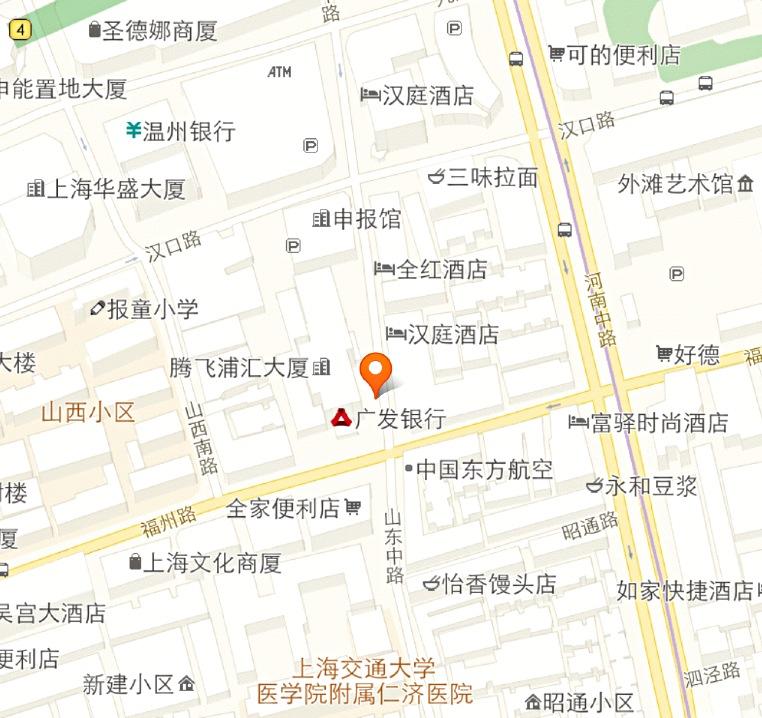 4
圣德娜商厦
路
P
可的便利店
ATM
申能置地大厦
汉庭酒店
温州银行
汉口路
P
三味拉面
上海华盛大厦
外滩艺术馆
申报馆
汉口路
P
全红酒店
P
河南中路
报童小学
汉庭酒店
大楼
腾飞浦汇大厦
好德
福
山西小区
山西南路
广发银行
富驿时尚酒店
中国东方航空
永和豆浆
楼
全家便利店
福州路
山东中路
昭通路
厦
上海文化商厦
怡香馒头店
如家快捷酒店
吴宫大酒店
便利店
新建小区
上海交通大学
医学院附属仁济医院
泗泾路
昭通小区